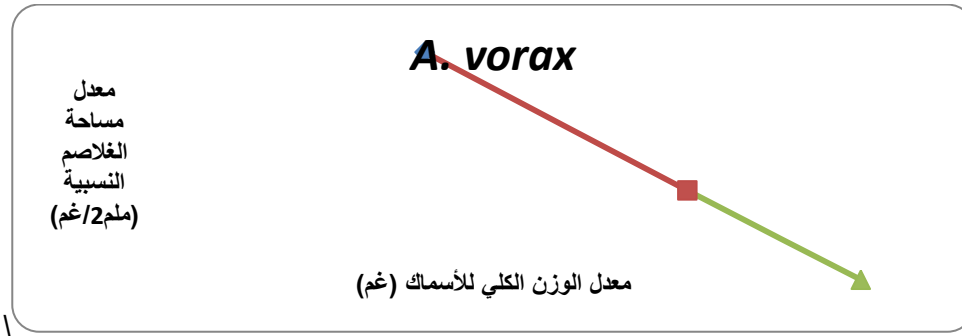 A. vorax
معدل
مساحة
الغلاصم
النسبية
(ملم2/غم)
معدل الوزن الكلي للأسماك (غم)
\